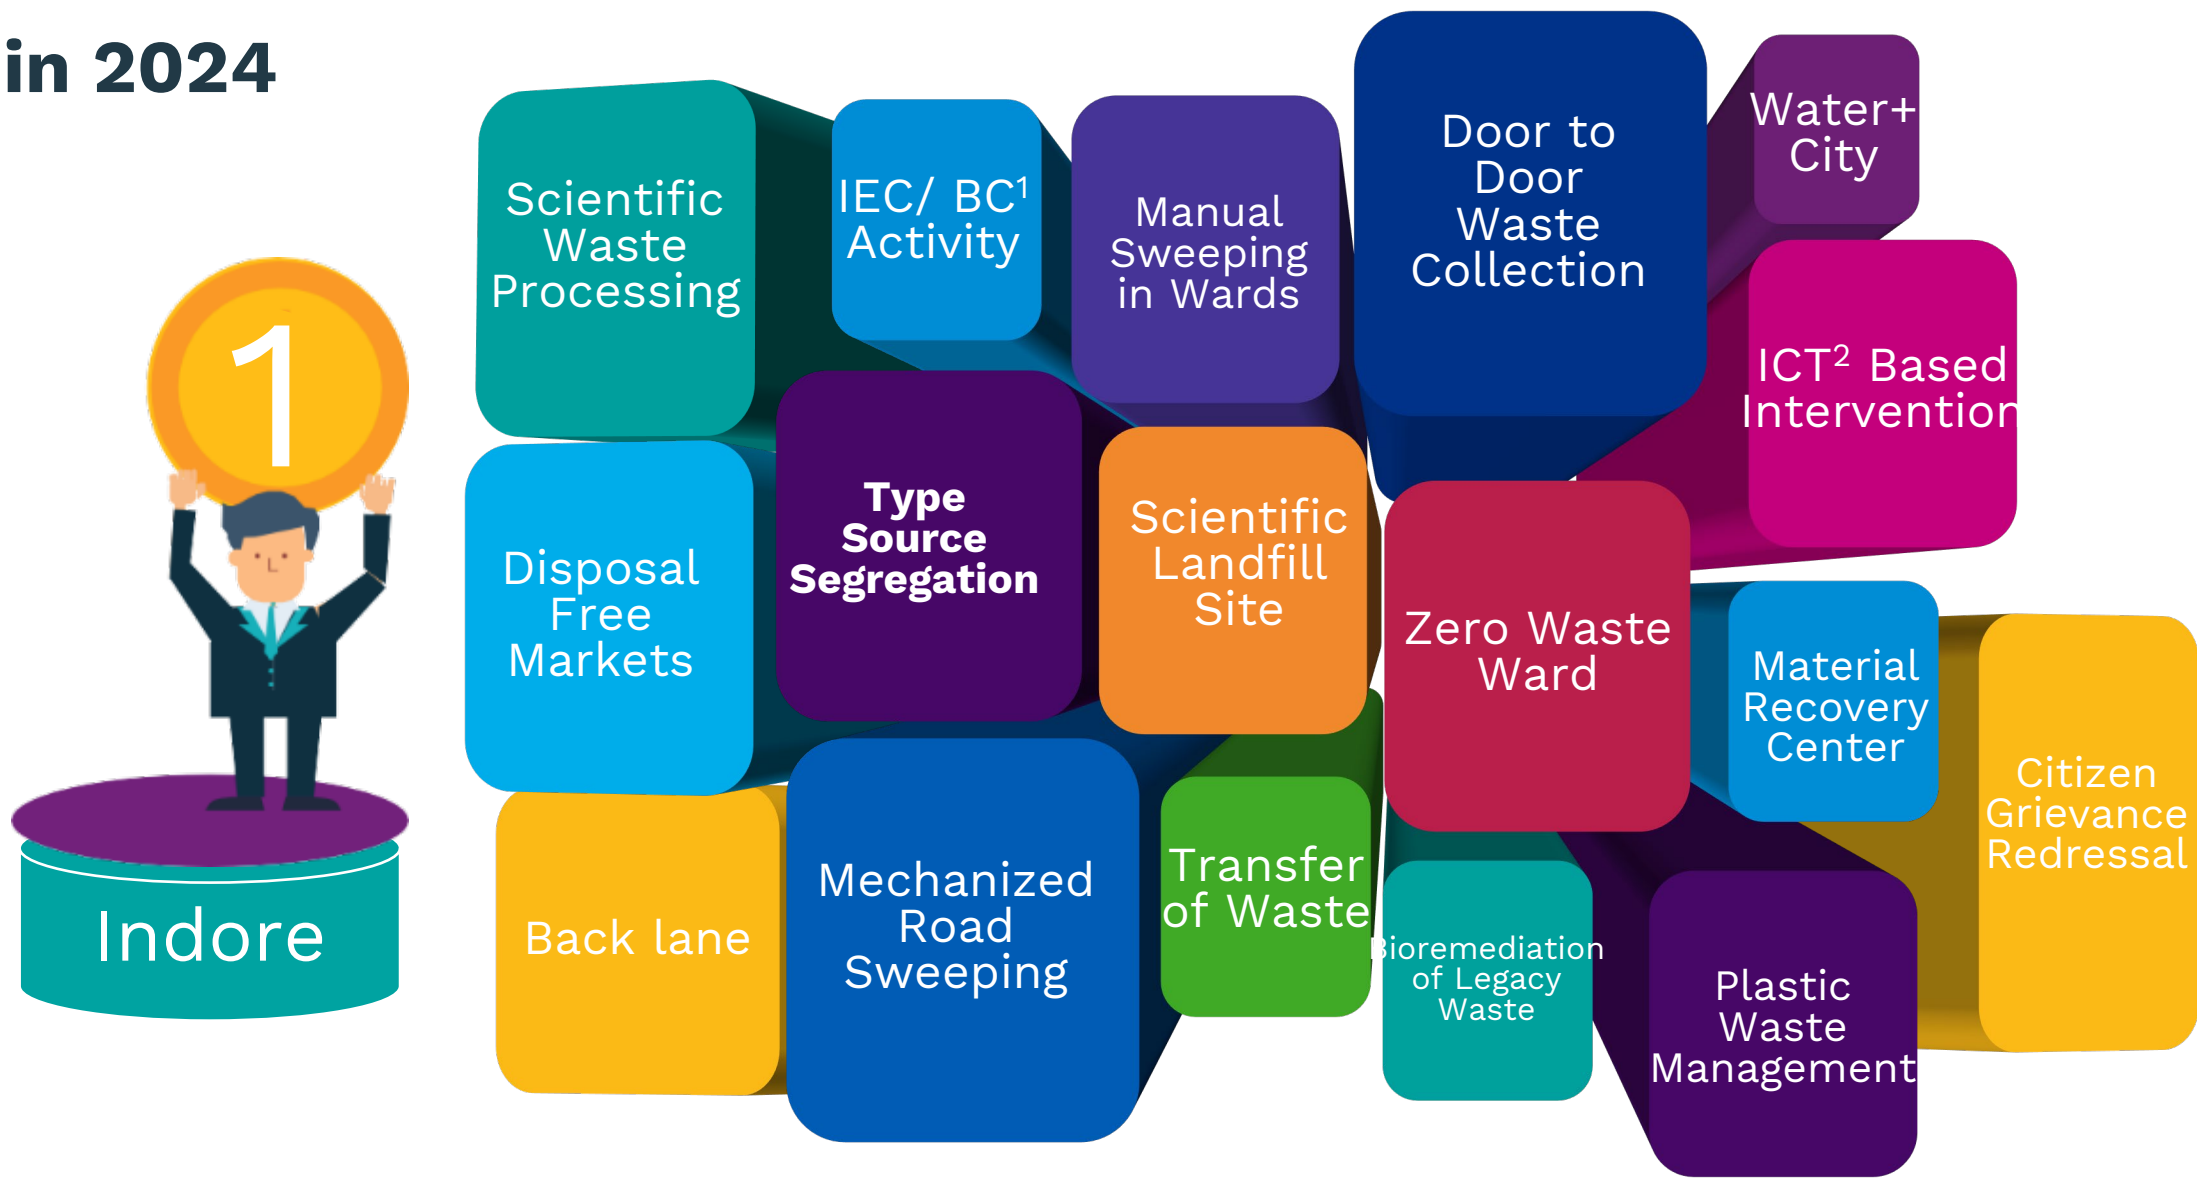 in 2024
1
Indore
Scientific
Waste
Processing
IEC/ BC¹
Activity
Manual
Sweeping
in Wards
Door to
Door
Waste
Collection
Water+
City
ICT² Based
Intervention
Disposal
Free
Markets
Type
Source
Segregation
Scientific
Landfill
Site
Zero Waste
Ward
Material
Recovery
Center
Citizen
Grievance
Redressal
Back lane
Mechanized
Road
Sweeping
Transfer
of Waste
Bioremediation
of Legacy
Waste
Plastic
Waste
Management